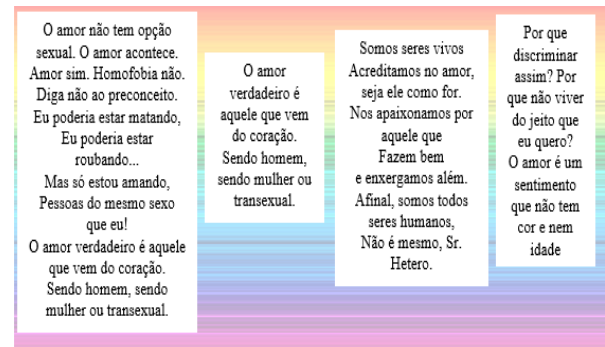 O amor não tem opção
sexual. O amor acontece.
Amor sim. Homofobia não.
Diga não ao preconceito.
Eu poderia estar matando,
Eu poderia estar
roubando...
Mas só estou amando,
Pessoas do mesmo sexo
que eu!
O amor verdadeiro é aquele
que vem do coração.
Sendo homem, sendo
mulher ou transexual.
O amor
verdadeiro é
aquele que vem
do coração.
Sendo homem,
sendo mulher ou
transexual.
Somos seres vivos
Acreditamos no amor,
seja ele como for.
Nos apaixonamos por
aquele que
Fazem bem
e enxergamos além.
Afinal, somos todos
seres humanos,
Não é mesmo, Sr.
Hetero.
Por que
discriminar
assim? Por
que não viver
do jeito que
eu quero?
O amor é um
sentimento
que não tem
cor e nem
idade